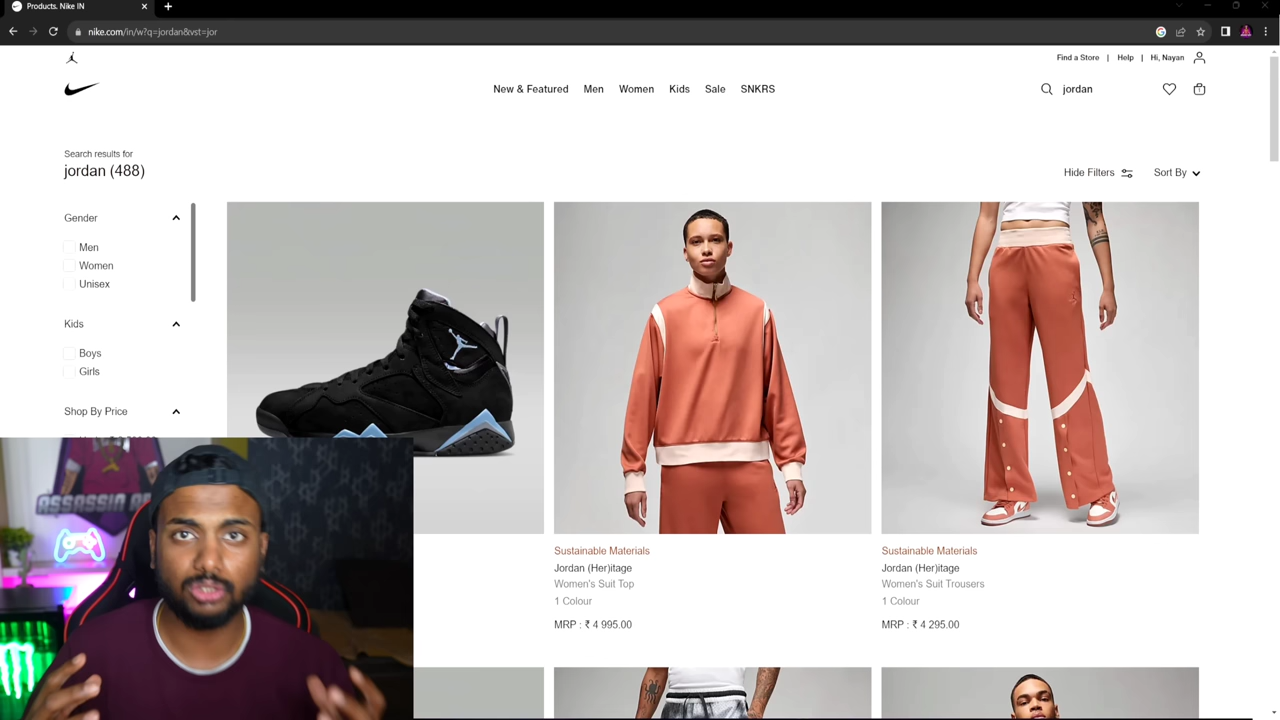 Products. Nike IN
nike.com/in/w?q=jordan&vst=jor
Find a Store | Help | Hi, Nayan
New & Featured Men Women Kids Sale SNKRS
jordan
Search results for
jordan (488)
Hide Filters
Sort By
Gender
Men
Women
Unisex
Kids
Boys
Girls
Shop By Price
Sustainable Materials
Jordan (Her)itage
Women's Suit Top
1 Colour
MRP : ₹ 4 995.00
Sustainable Materials
Jordan (Her)itage
Women's Suit Trousers
1 Colour
MRP : ₹ 4 295.00